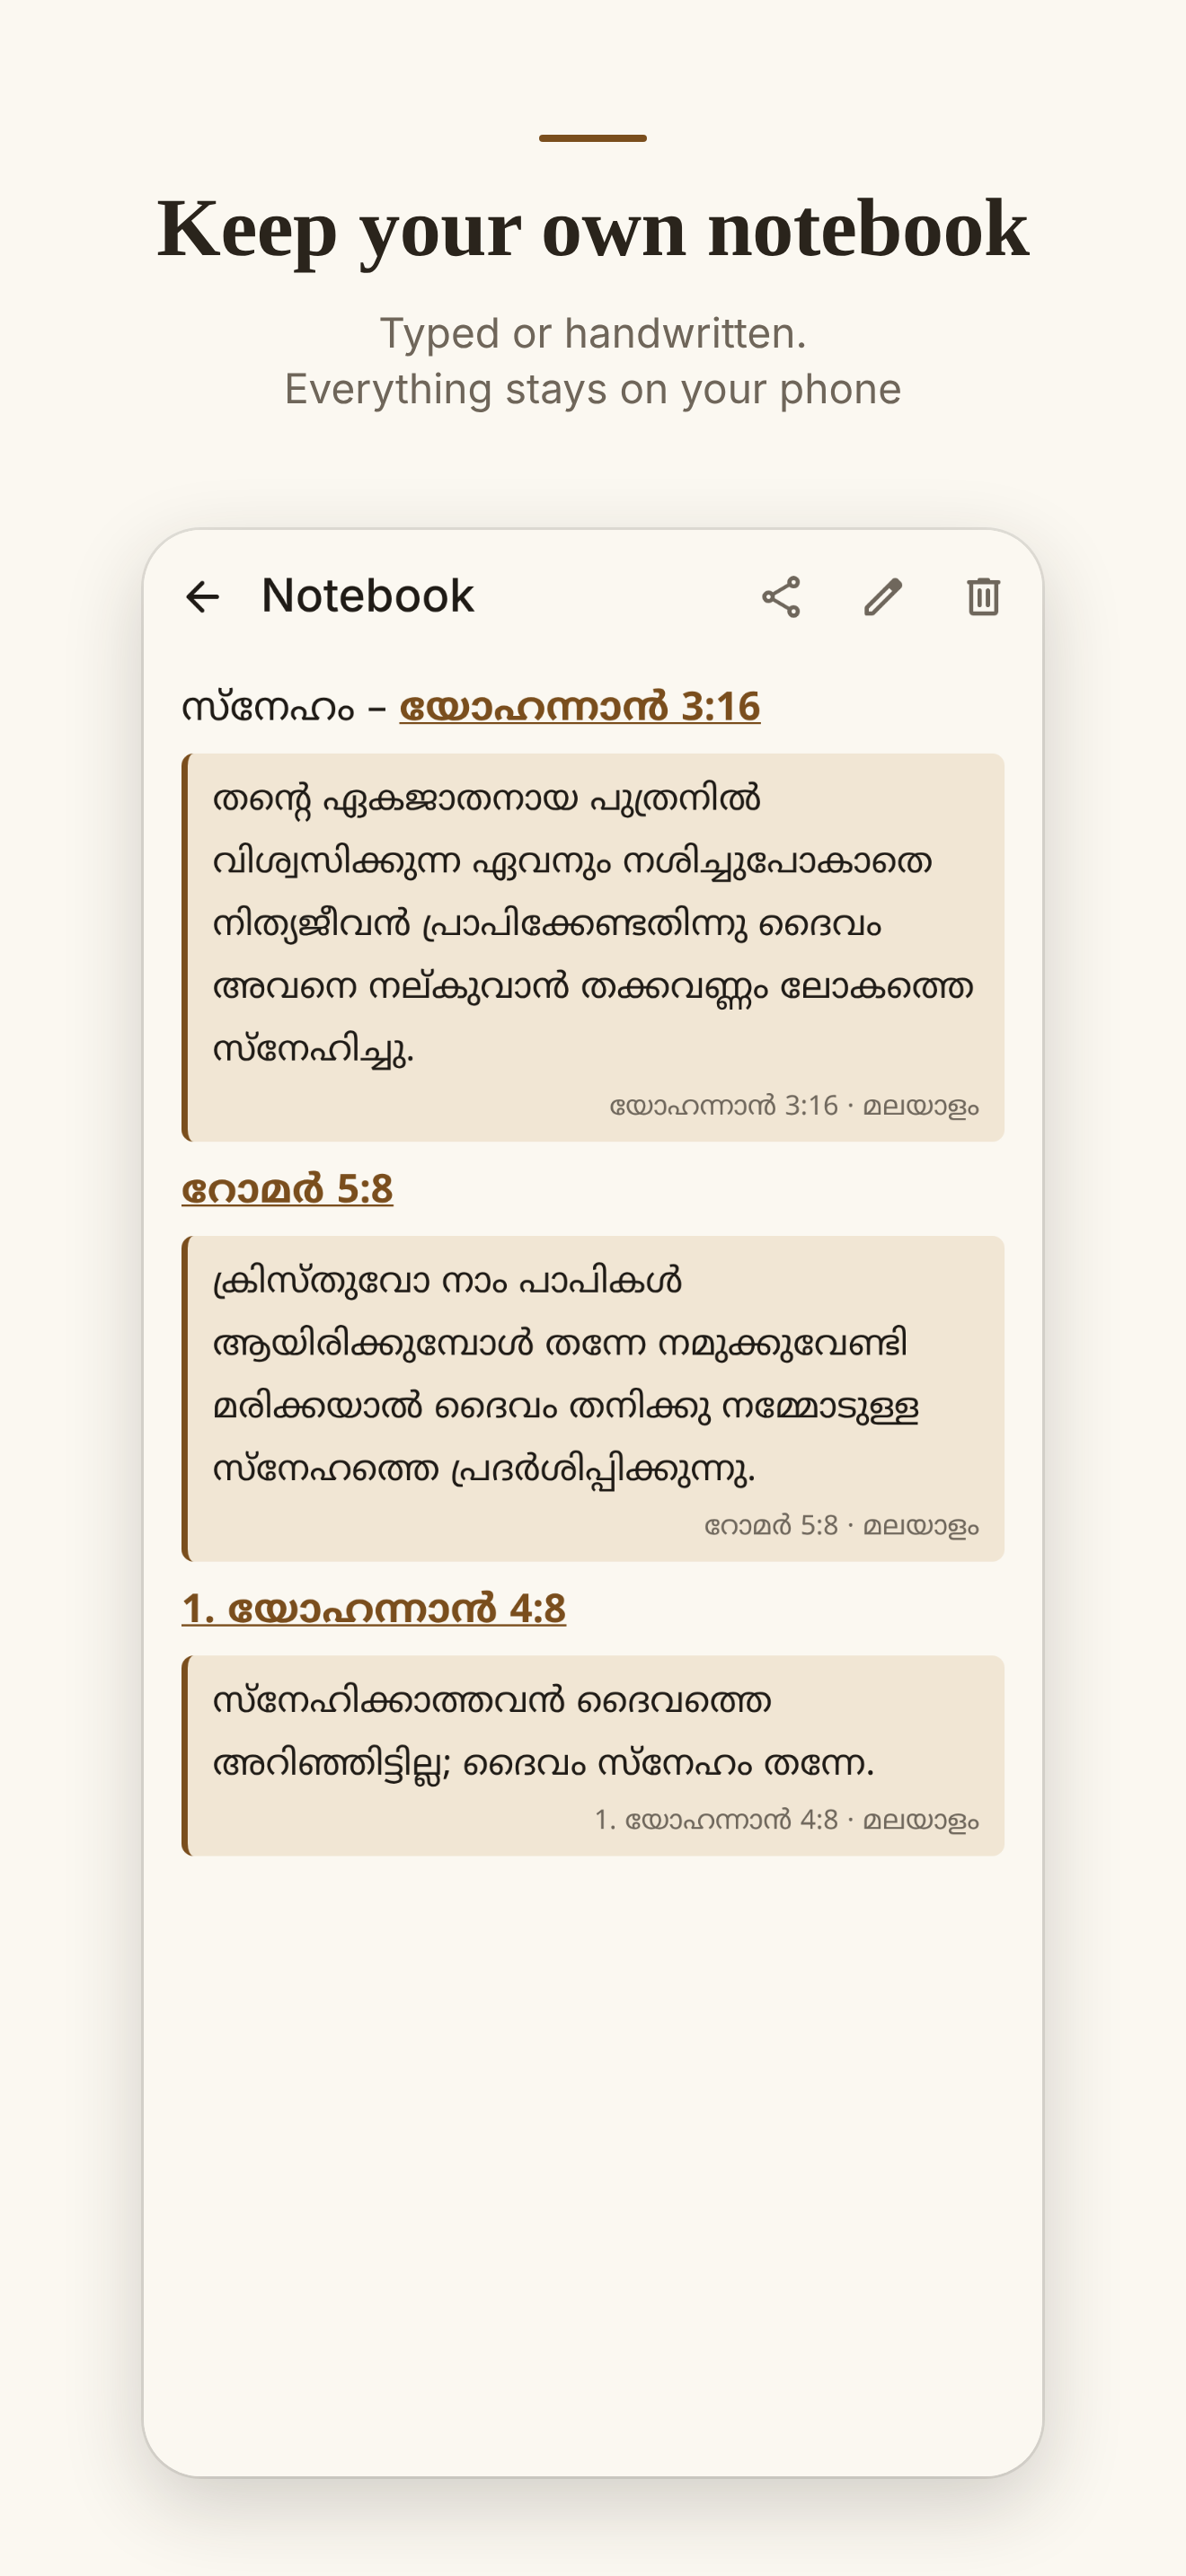 Keep your own notebook
Typed or handwritten.
Everything stays on your phone
Notebook
സ്നേഹം – യോഹന്നാൻ 3:16
തന്റെ ഏകജാതനായ പുത്രനിൽ
വിശ്വസിക്കുന്ന ഏവനും നശിച്ചുപോകാതെ
നിത്യജീവൻ പ്രാപിക്കേണ്ടതിന്നു ദൈവം
അവനെ നല്കുവാൻ തക്കവണ്ണം ലോകത്തെ
സ്നേഹിച്ചു.
യോഹന്നാൻ 3:16 · മലയാളം
റോമർ 5:8
ക്രിസ്തുവോ നാം പാപികൾ
ആയിരിക്കുമ്പോൾ തന്നേ നമുക്കുവേണ്ടി
മരിക്കയാൽ ദൈവം തനിക്കു നമ്മോടുള്ള
സ്നേഹത്തെ പ്രദർശിപ്പിക്കുന്നു.
റോമർ 5:8 · മലയാളം
1. യോഹന്നാൻ 4:8
സ്നേഹിക്കാത്തവൻ ദൈവത്തെ
അറിഞ്ഞിട്ടില്ല; ദൈവം സ്നേഹം തന്നേ.
1. യോഹന്നാൻ 4:8 · മലയാളം